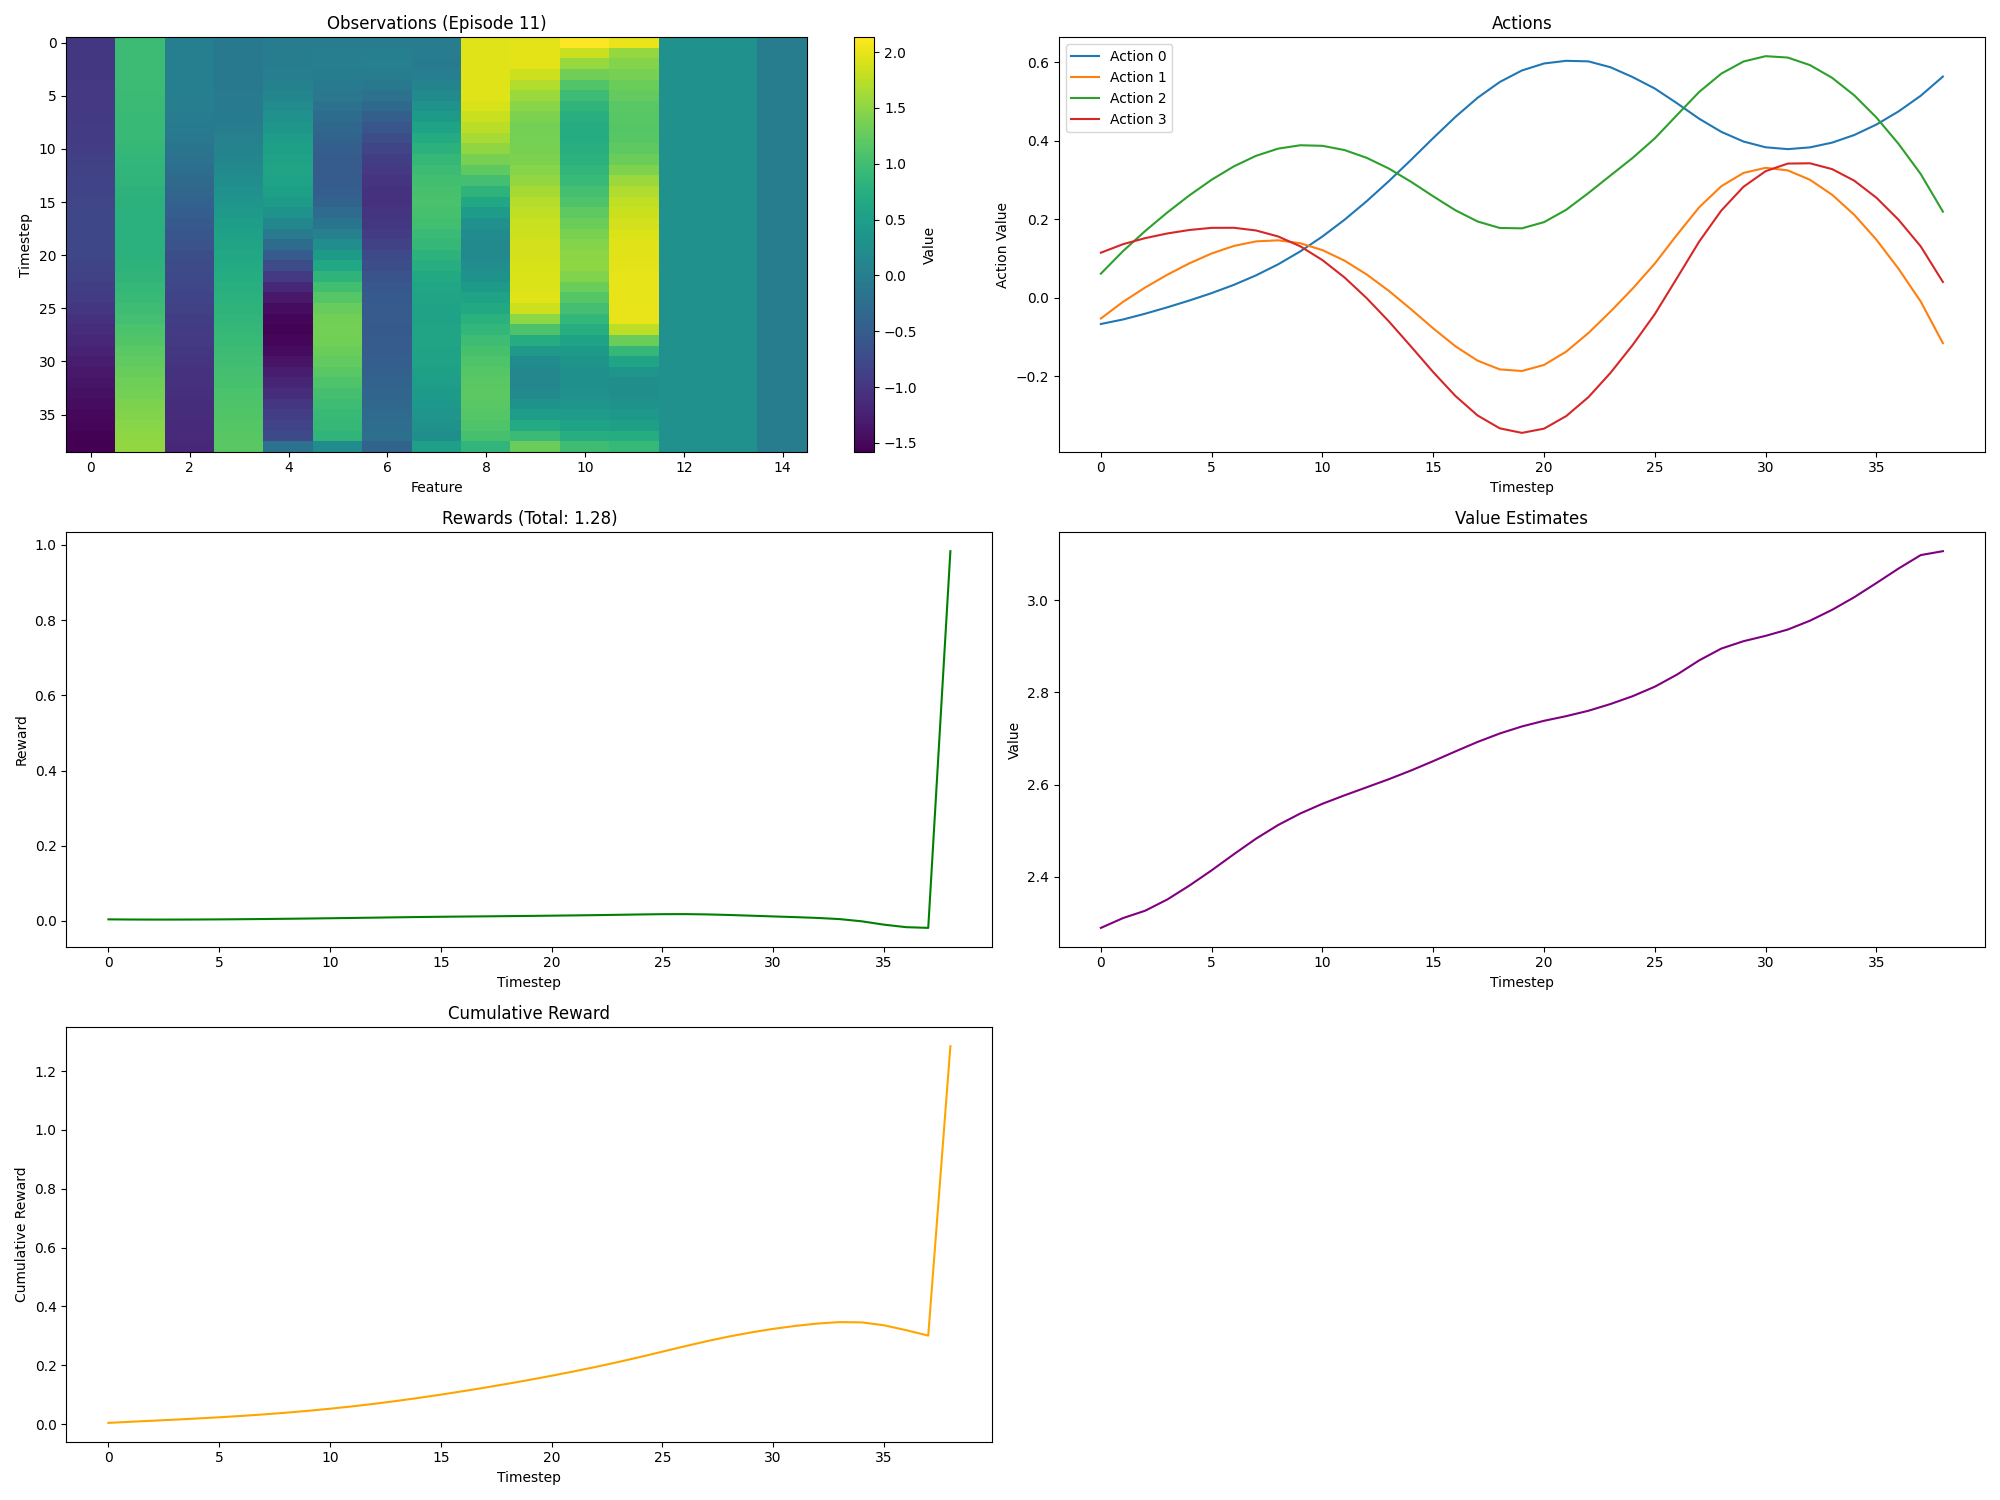 Observations (Episode 11)
0
5
10
15
20
25
30
35
Timestep
0 2 4 6 8 10 12 14
Feature
2.0
1.5
1.0
0.5
0.0
−0.5
−1.0
−1.5
Value
Actions
Action 0
Action 1
Action 2
Action 3
0.6
0.4
0.2
0.0
−0.2
Action Value
0 5 10 15 20 25 30 35
Timestep
Rewards (Total: 1.28)
1.0
0.8
0.6
0.4
0.2
0.0
Reward
0 5 10 15 20 25 30 35
Timestep
Value Estimates
3.0
2.8
2.6
2.4
Value
0 5 10 15 20 25 30 35
Timestep
Cumulative Reward
1.2
1.0
0.8
0.6
0.4
0.2
0.0
Cumulative Reward
0 5 10 15 20 25 30 35
Timestep